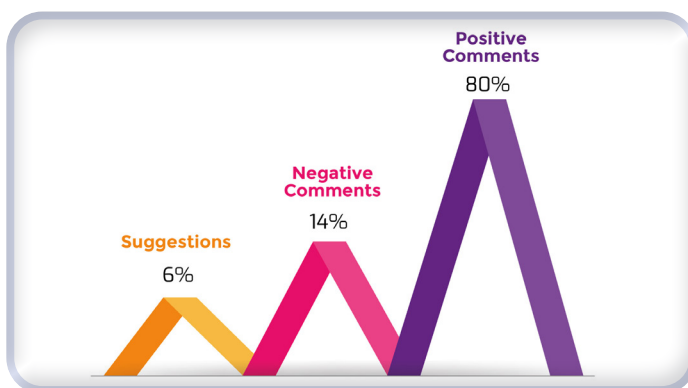 Suggestions
6%
Negative
Comments
14%
Positive
Comments
80%